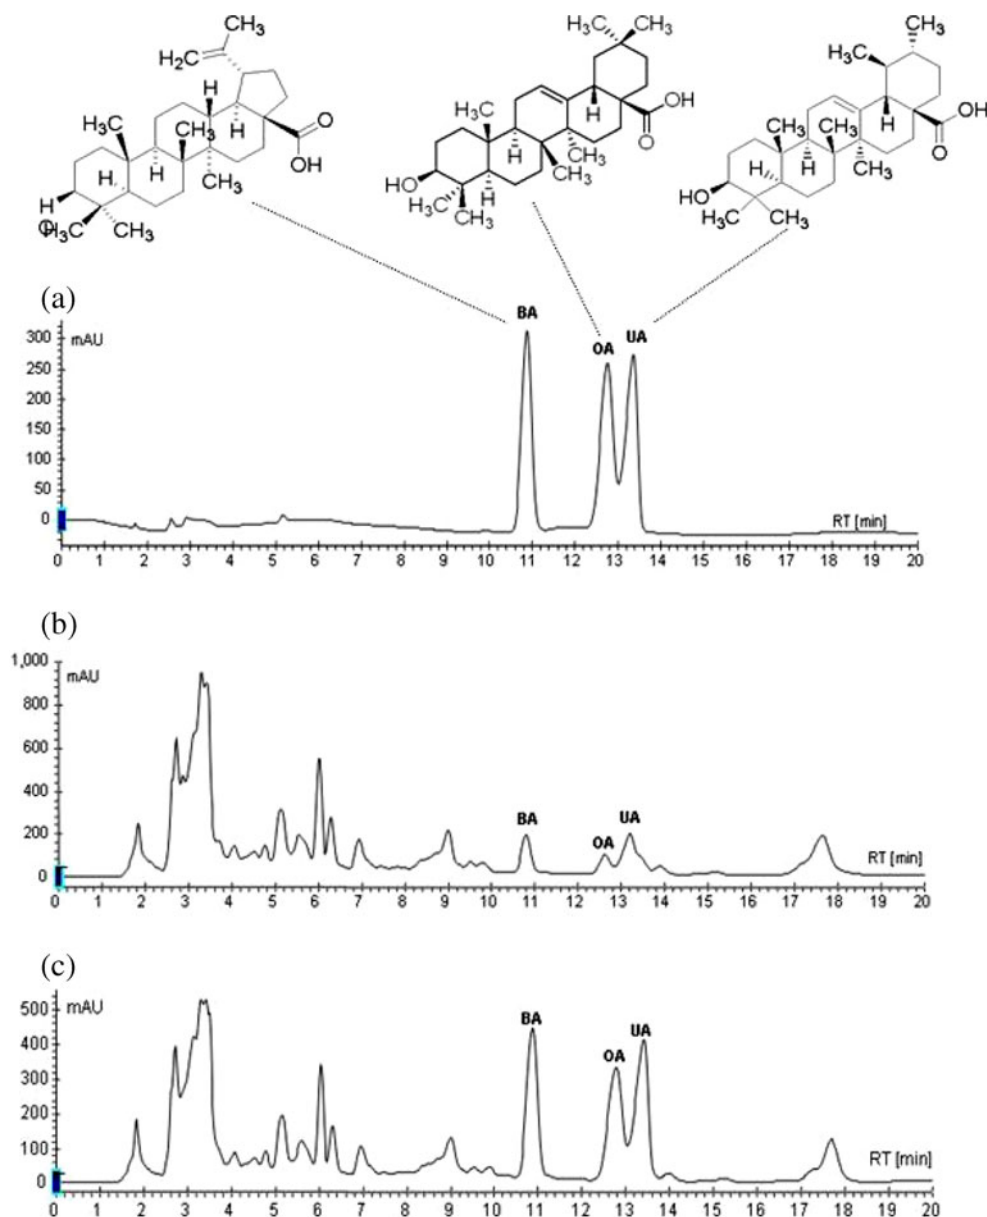 CH₃
H₂C
H
H₃C
CH₃
H
O
OH
H
H
H
CH₃
H₃C
CH₃
H₃C
CH₃
CH₃
H
OH
O
H
CH₃
HO
H
CH₃
H₃C
CH₃
CH₃
H₃C
OH
CH₃
CH₃
H
O
H
H
CH₃
HO
H₃C
CH₃
(a)
BA
OA
UA
mAU
300
250
200
150
100
50
0
RT [min]
0 1 2 3 4 5 6 7 8 9 10 11 12 13 14 15 16 17 18 19 20
(b)
1,000
mAU
800
600
400
200
0
BA
OA
UA
RT [min]
0 1 2 3 4 5 6 7 8 9 10 11 12 13 14 15 16 17 18 19 20
(c)
mAU
500
400
300
200
100
0
BA
OA
UA
RT [min]
0 1 2 3 4 5 6 7 8 9 10 11 12 13 14 15 16 17 18 19 20